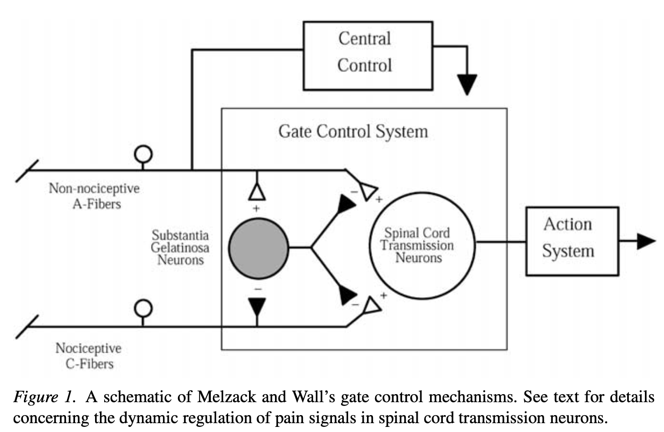 Central
Control
Gate Control System
Non-nociceptive
A-Fibers
+
Substantia
Gelatinosa
Neurons
−
−
+
Spinal Cord
Transmission
Neurons
−
+
Action
System
Nociceptive
C-Fibers
Figure 1. A schematic of Melzack and Wall’s gate control mechanisms. See text for details
concerning the dynamic regulation of pain signals in spinal cord transmission neurons.